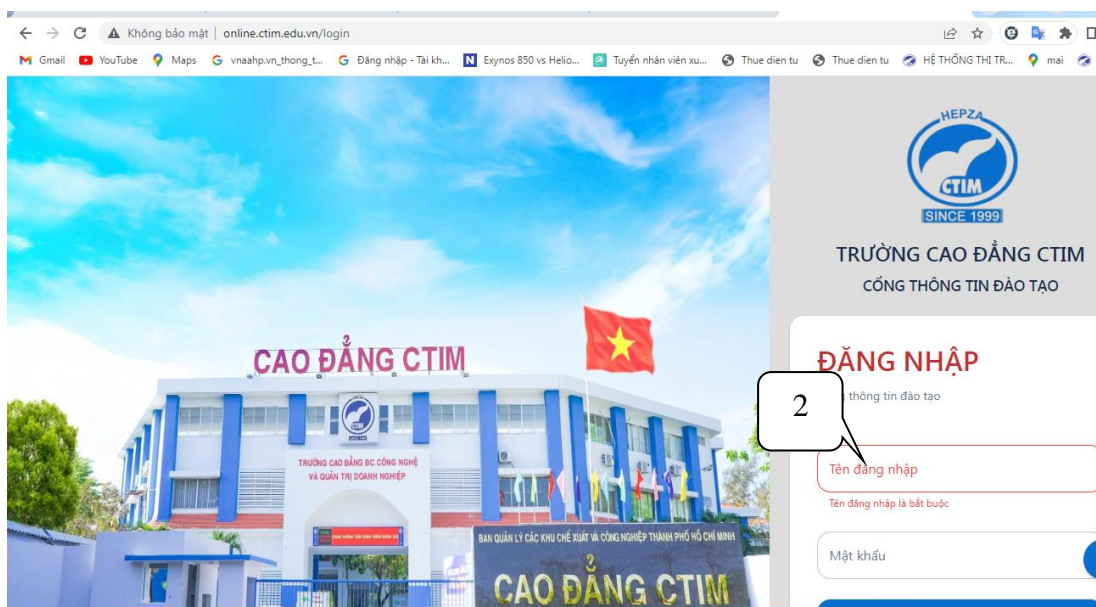 Không bảo mật | online.ctim.edu.vn/login
Gmail YouTube Maps vnaahp.vn_thong_t... Đăng nhập - Tài kh... Exynos 850 vs Helio... Tuyển nhân viên xu... Thue dien tu Thue dien tu HỆ THỐNG THI TR... mai
HEPZA
CTIM
SINCE 1999
TRƯỜNG CAO ĐẲNG CTIM
CỔNG THÔNG TIN ĐÀO TẠO
CAO ĐẲNG CTIM
TRƯỜNG CAO ĐẲNG BC CÔNG NGHỆ
VÀ QUẢN TRỊ DOANH NGHIỆP
BAN QUẢN LÝ CÁC KHU CHẾ XUẤT VÀ CÔNG NGHIỆP THÀNH PHỐ HỒ CHÍ MINH
CAO ĐẲNG CTIM
ĐĂNG NHẬP
2
thông tin đào tạo
Tên đăng nhập
Tên đăng nhập là bắt buộc
Mật khẩu